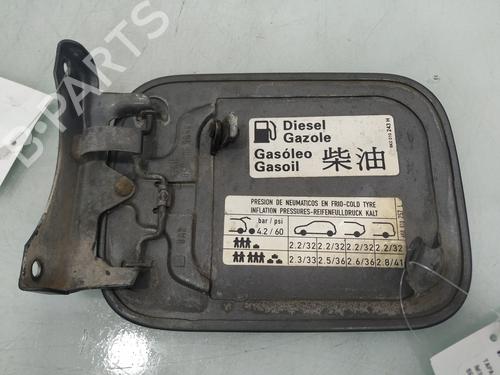 B-PARTS
Diesel
Gazole
Gasóleo
Gasoil
柴油
PRESION DE NEUMATICOS EN FRIO-COLD TYRE
INFLATION PRESSURES-REIFENFULLDRUCK KALT
bar / psi
4.2 / 60
2.2/32 2.2/32 2.2/32 2.2/32
2.3/33 2.5/36 2.6/36 2.8/41